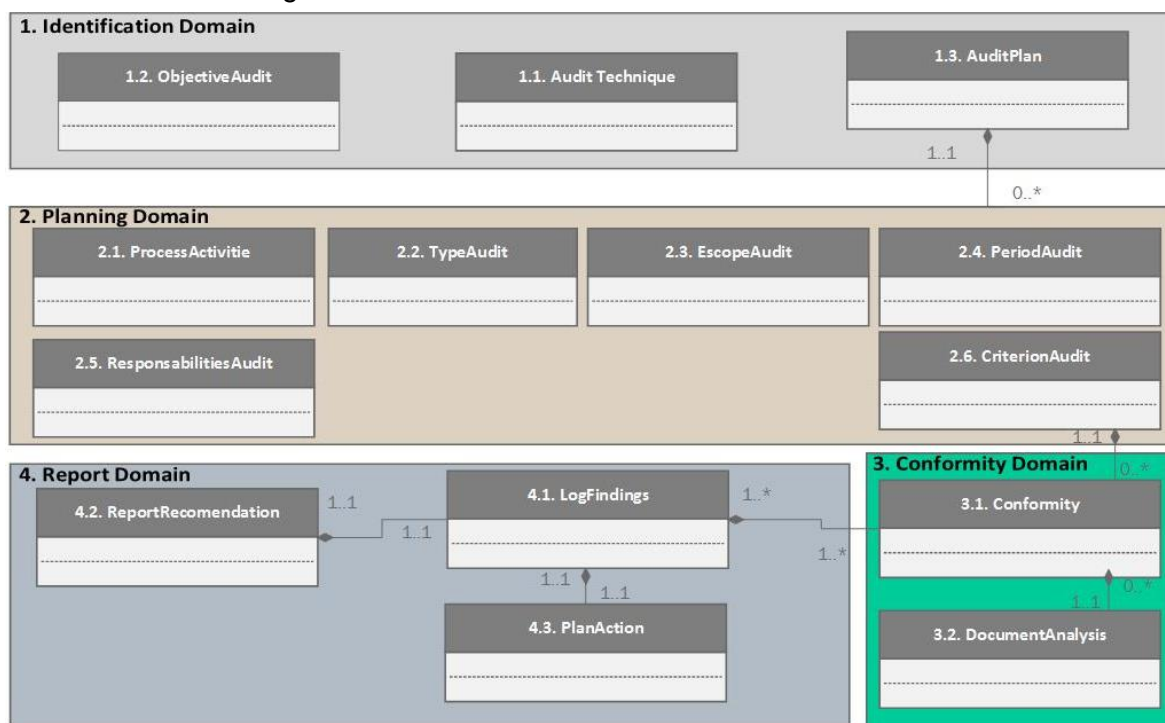 1. Identification Domain
1.2. ObjectiveAudit
1.1. Audit Technique
1.3. AuditPlan
1..1
0..*
2. Planning Domain
2.1. ProcessActivitie
2.2. TypeAudit
2.3. EscopeAudit
2.4. PeriodAudit
2.5. ResponsabilitiesAudit
2.6. CriterionAudit
1..1
0..*
4. Report Domain
4.2. ReportRecomendation
1..1
1..1
4.1. LogFindings
1..*
1..*
1..1
1..1
4.3. PlanAction
3. Conformity Domain
3.1. Conformity
0..*
1..1
3.2. DocumentAnalysis